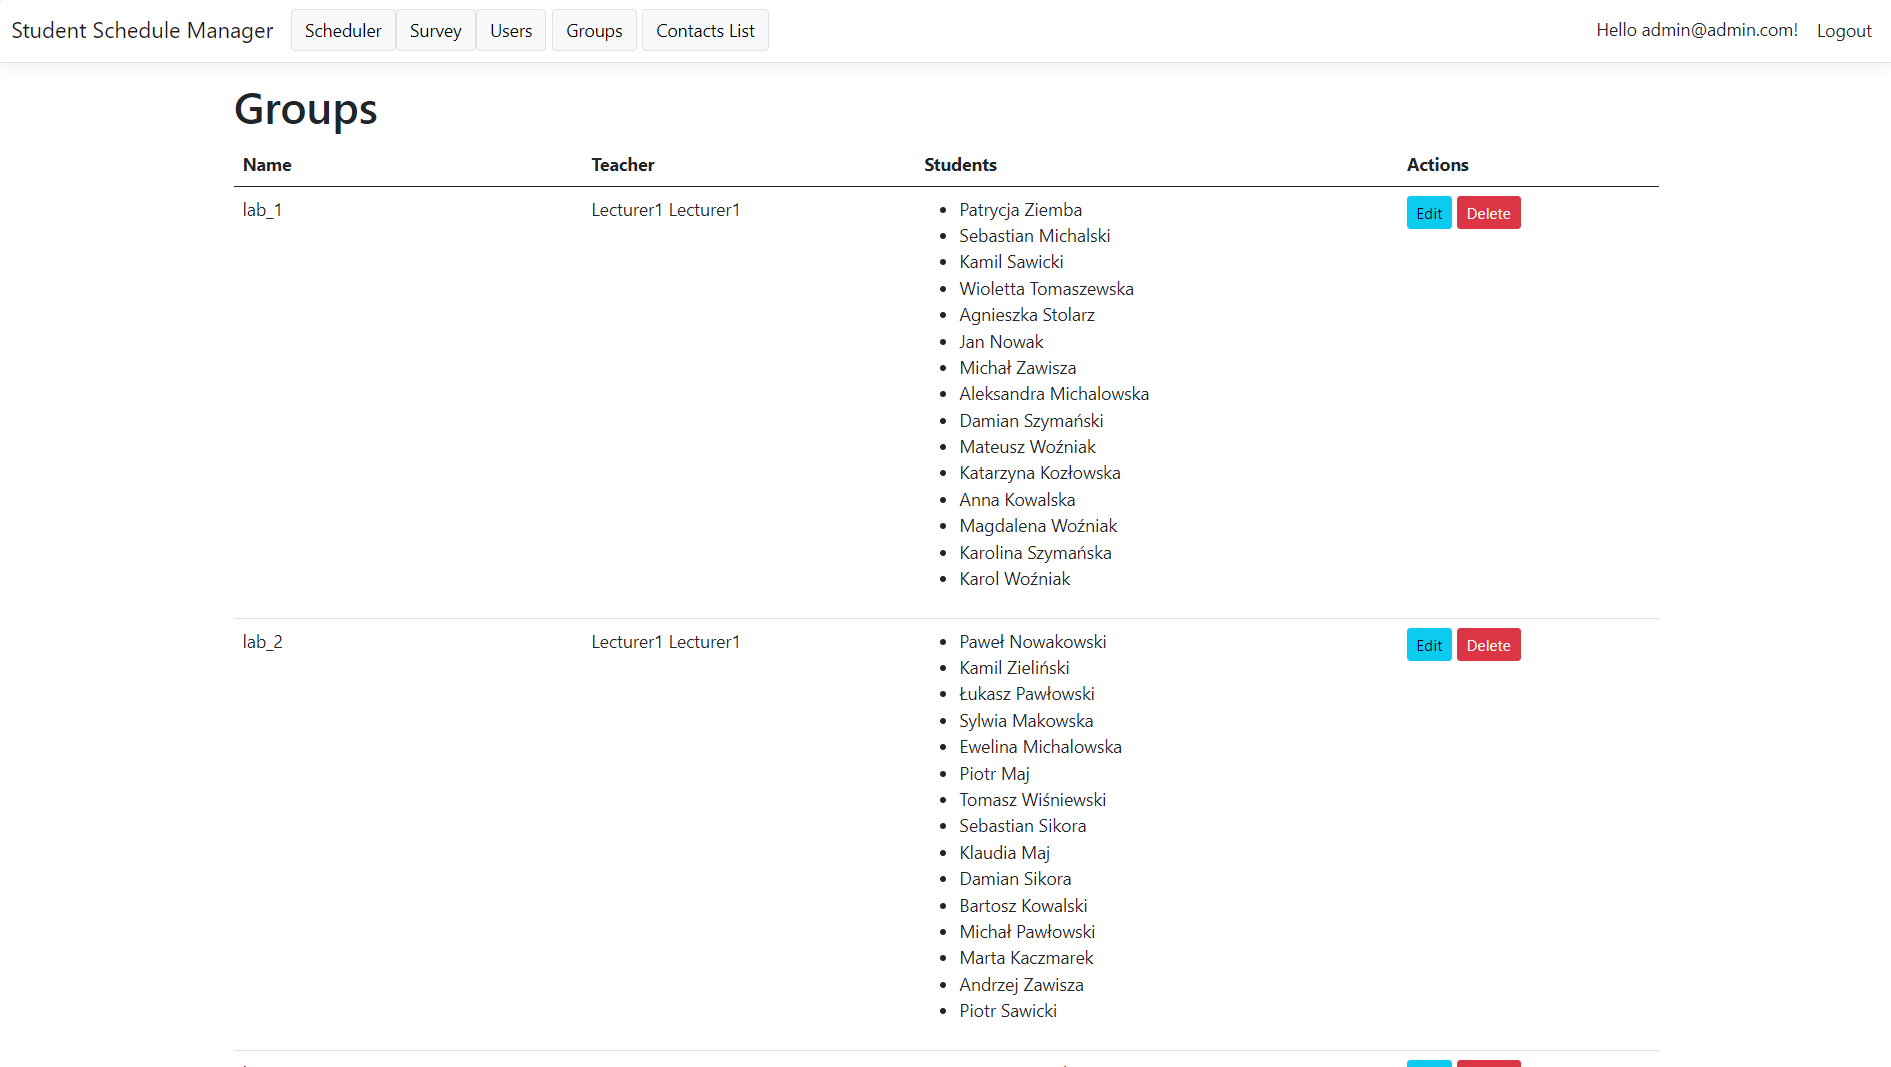 Student Schedule Manager Scheduler Survey Users Groups Contacts List Hello admin@admin.com! Logout
Groups
Name Teacher Students Actions
lab_1 Lecturer1 Lecturer1 • Patrycja Ziemba Edit Delete
• Sebastian Michalski
• Kamil Sawicki
• Wioletta Tomaszewska
• Agnieszka Stolarz
• Jan Nowak
• Michał Zawisza
• Aleksandra Michalowska
• Damian Szymański
• Mateusz Woźniak
• Katarzyna Kozłowska
• Anna Kowalska
• Magdalena Woźniak
• Karolina Szymańska
• Karol Woźniak
lab_2 Lecturer1 Lecturer1 • Paweł Nowakowski Edit Delete
• Kamil Zieliński
• Łukasz Pawłowski
• Sylwia Makowska
• Ewelina Michalowska
• Piotr Maj
• Tomasz Wiśniewski
• Sebastian Sikora
• Klaudia Maj
• Damian Sikora
• Bartosz Kowalski
• Michał Pawłowski
• Marta Kaczmarek
• Andrzej Zawisza
• Piotr Sawicki